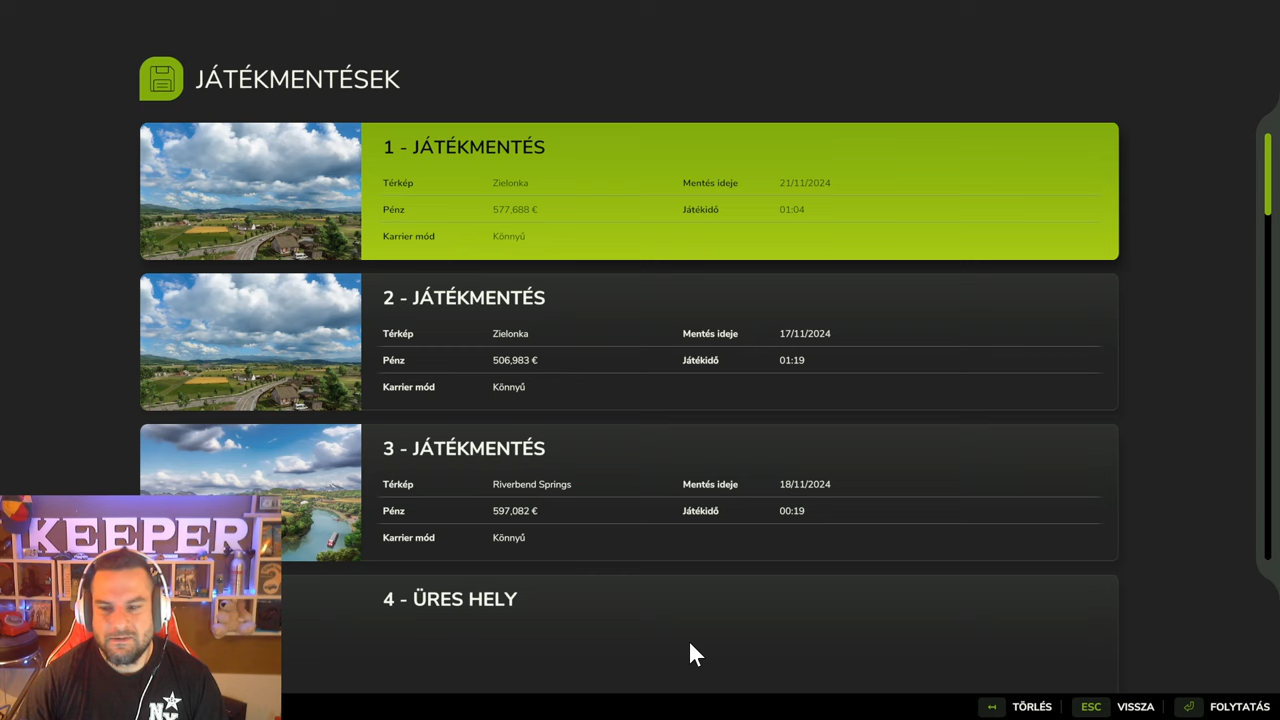 JÁTÉKMENTÉSEK
1 - JÁTÉKMENTÉS
Térkép Zielonka Mentés ideje 21/11/2024
Pénz 577,688 € Játékidő 01:04
Karrier mód Könnyű
2 - JÁTÉKMENTÉS
Térkép Zielonka Mentés ideje 17/11/2024
Pénz 506,983 € Játékidő 01:19
Karrier mód Könnyű
3 - JÁTÉKMENTÉS
Térkép Riverbend Springs Mentés ideje 18/11/2024
Pénz 597,082 € Játékidő 00:19
Karrier mód Könnyű
KEEPER
4 - ÜRES HELY
NY
TÖRLÉS ESC VISSZA FOLYTATÁS